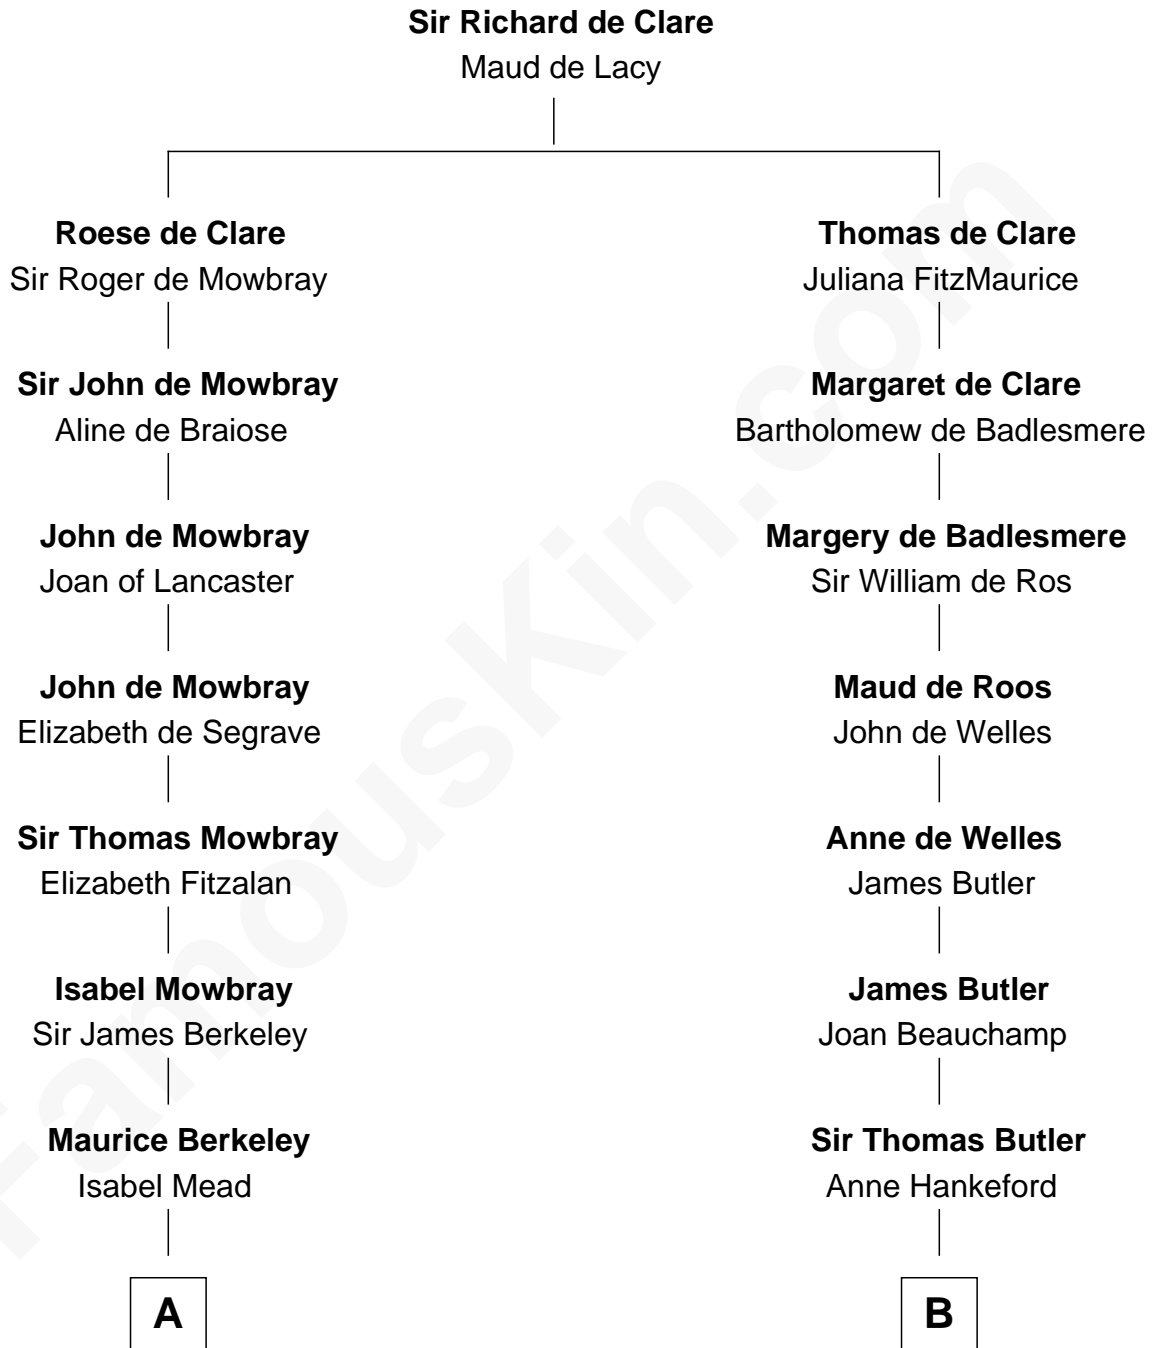 Sir Richard de Clare
Maud de Lacy
Roese de Clare
Sir Roger de Mowbray
Thomas de Clare
Juliana FitzMaurice
Sir John de Mowbray
Aline de Braiose
Margaret de Clare
Bartholomew de Badlesmere
John de Mowbray
Joan of Lancaster
Margery de Badlesmere
Sir William de Ros
John de Mowbray
Elizabeth de Segrave
Maud de Roos
John de Welles
Sir Thomas Mowbray
Elizabeth Fitzalan
Anne de Welles
James Butler
Isabel Mowbray
Sir James Berkeley
James Butler
Joan Beauchamp
Maurice Berkeley
Isabel Mead
Sir Thomas Butler
Anne Hankeford
A
B
FamousKin.com